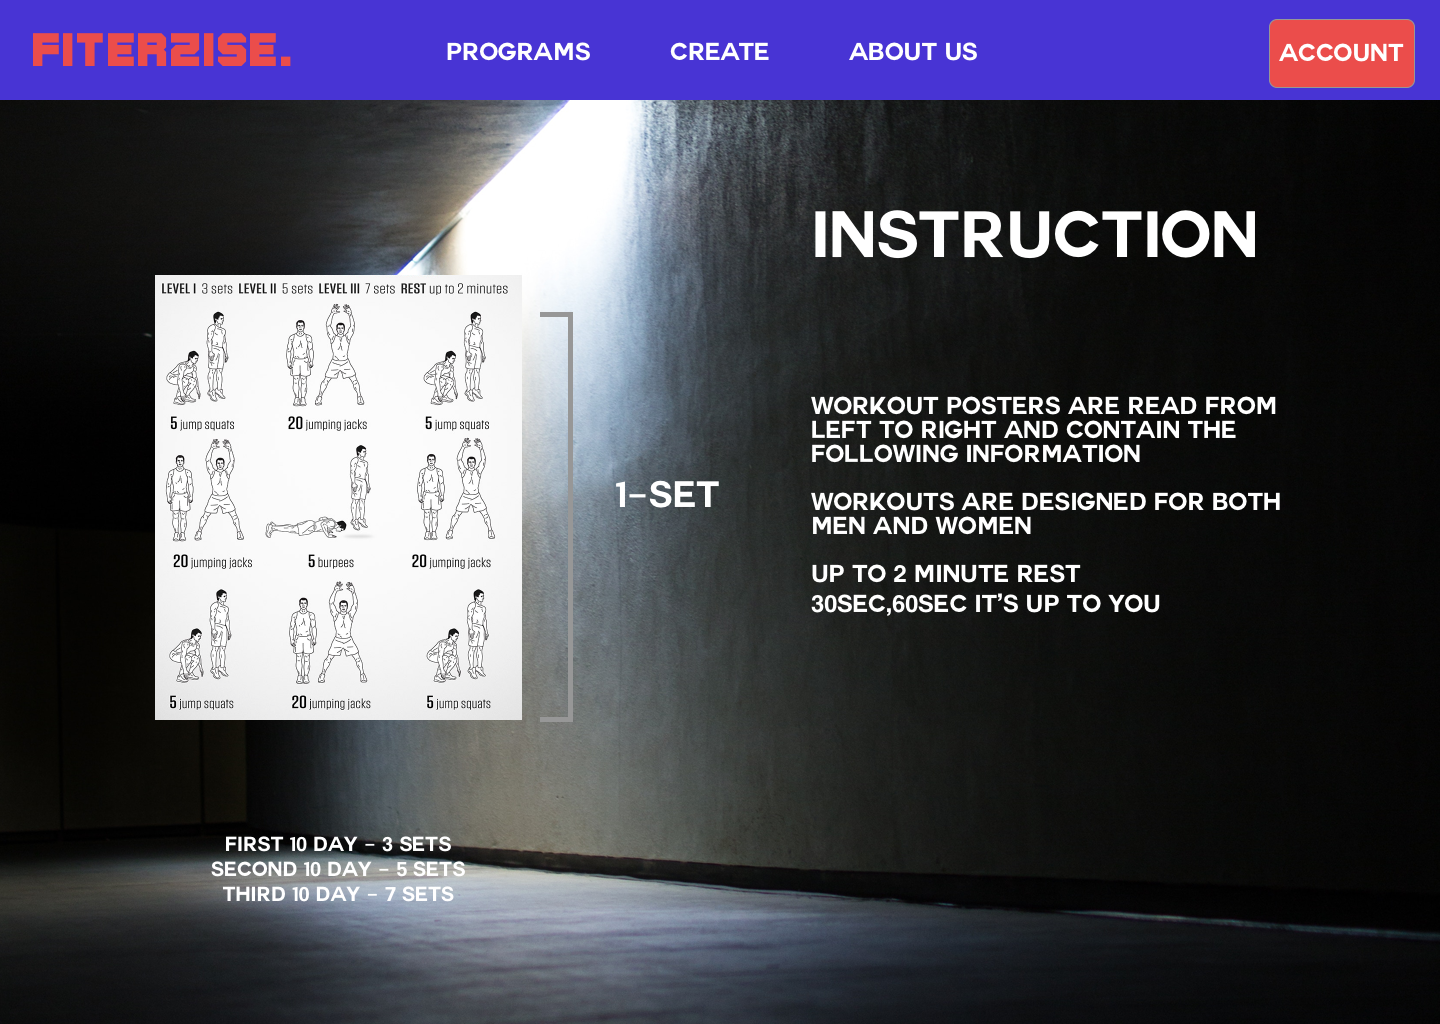 FITERZISE.
PROGRAMS CREATE ABOUT US
ACCOUNT
INSTRUCTION
LEVEL I 3 sets LEVEL II 5 sets LEVEL III 7 sets REST up to 2 minutes
5 jump squats 20 jumping jacks 5 jump squats
20 jumping jacks 5 burpees 20 jumping jacks
5 jump squats 20 jumping jacks 5 jump squats
1-SET
WORKOUT POSTERS ARE READ FROM
LEFT TO RIGHT AND CONTAIN THE
FOLLOWING INFORMATION
WORKOUTS ARE DESIGNED FOR BOTH
MEN AND WOMEN
UP TO 2 MINUTE REST
30SEC,60SEC IT'S UP TO YOU
FIRST 10 DAY - 3 SETS
SECOND 10 DAY - 5 SETS
THIRD 10 DAY - 7 SETS